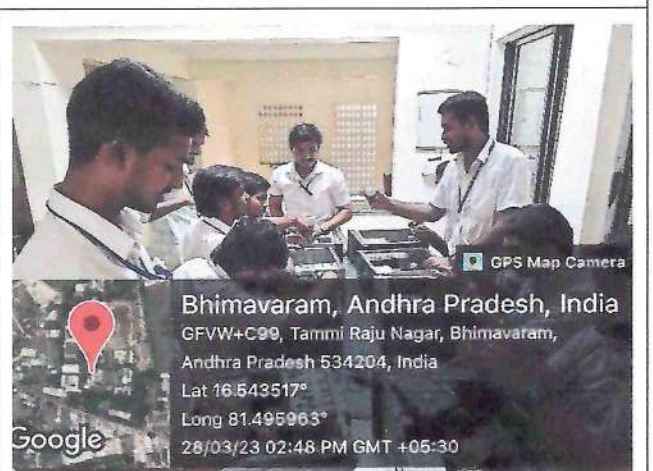 GPS Map Camera
Bhimavaram, Andhra Pradesh, India
GFVW+C99, Tammi Raju Nagar, Bhimavaram,
Andhra Pradesh 534204, India
Lat 16.543517°
Long 81.495963°
28/03/23 02:48 PM GMT +05:30
Google